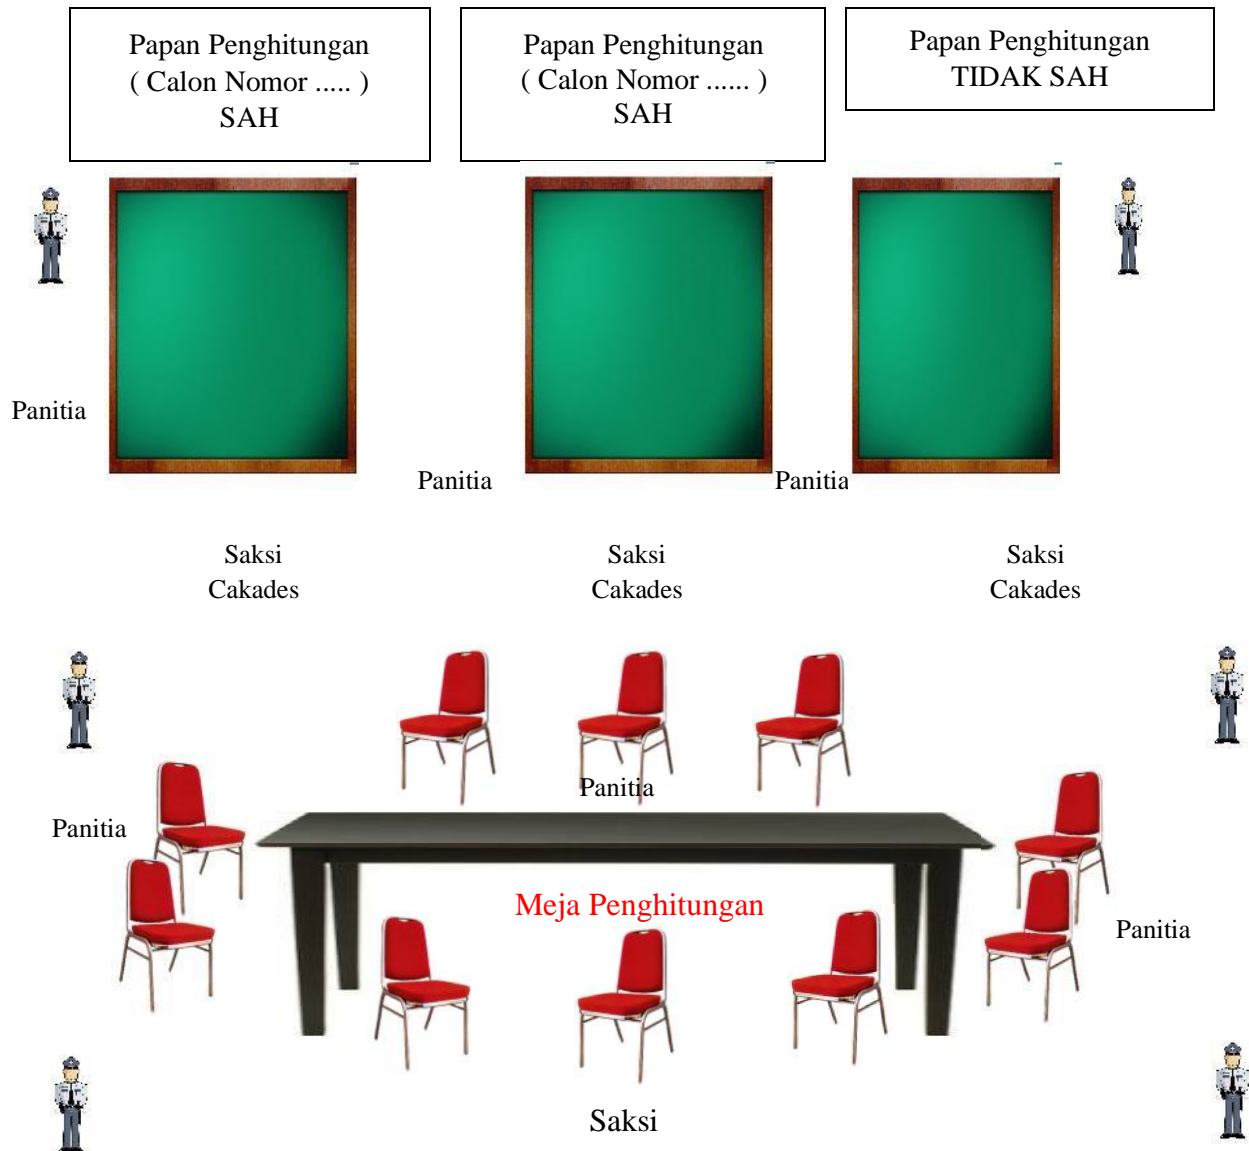 Papan Penghitungan
( Calon Nomor ..... )
SAH
Papan Penghitungan
( Calon Nomor ...... )
SAH
Papan Penghitungan
TIDAK SAH
Panitia
Panitia
Panitia
Saksi
Cakades
Saksi
Cakades
Saksi
Cakades
Panitia
Panitia
Meja Penghitungan
Panitia
Saksi